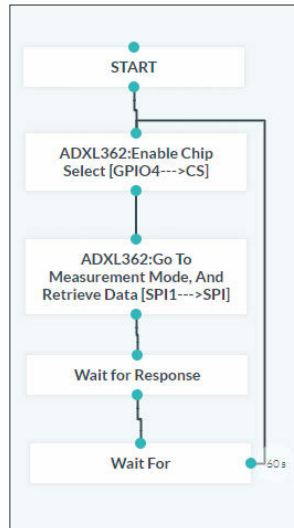 START
ADXL362:Enable Chip
Select [GPIO4--->CS]
ADXL362:Go To
Measurement Mode, And
Retrieve Data [SPI1--->SPI]
Wait for Response
Wait For
60 s